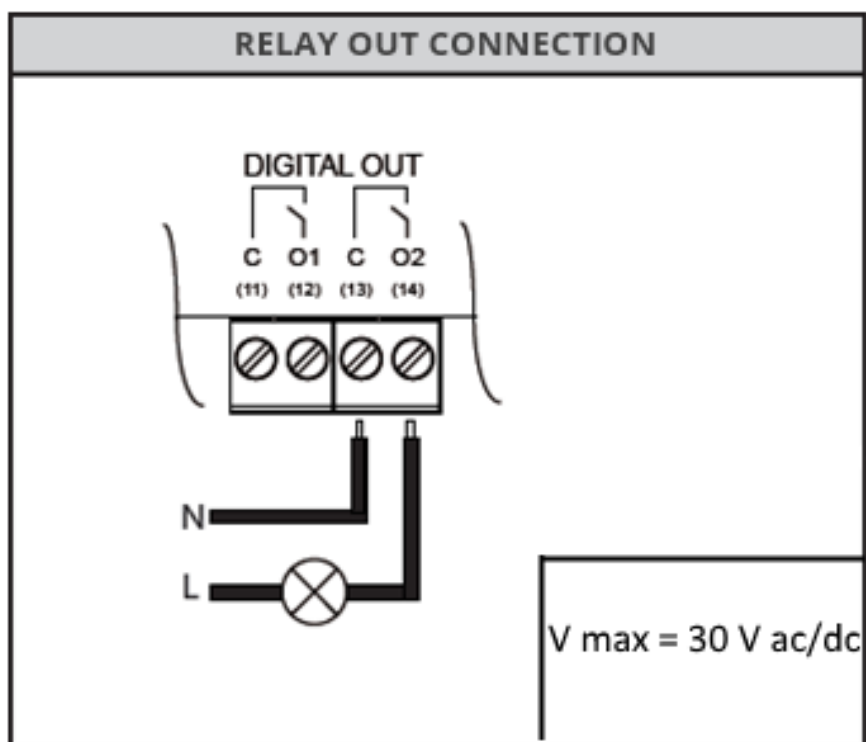 RELAY OUT CONNECTION
DIGITAL OUT
C O1 C O2
(11) (12) (13) (14)
N
L
V max = 30 V ac/dc